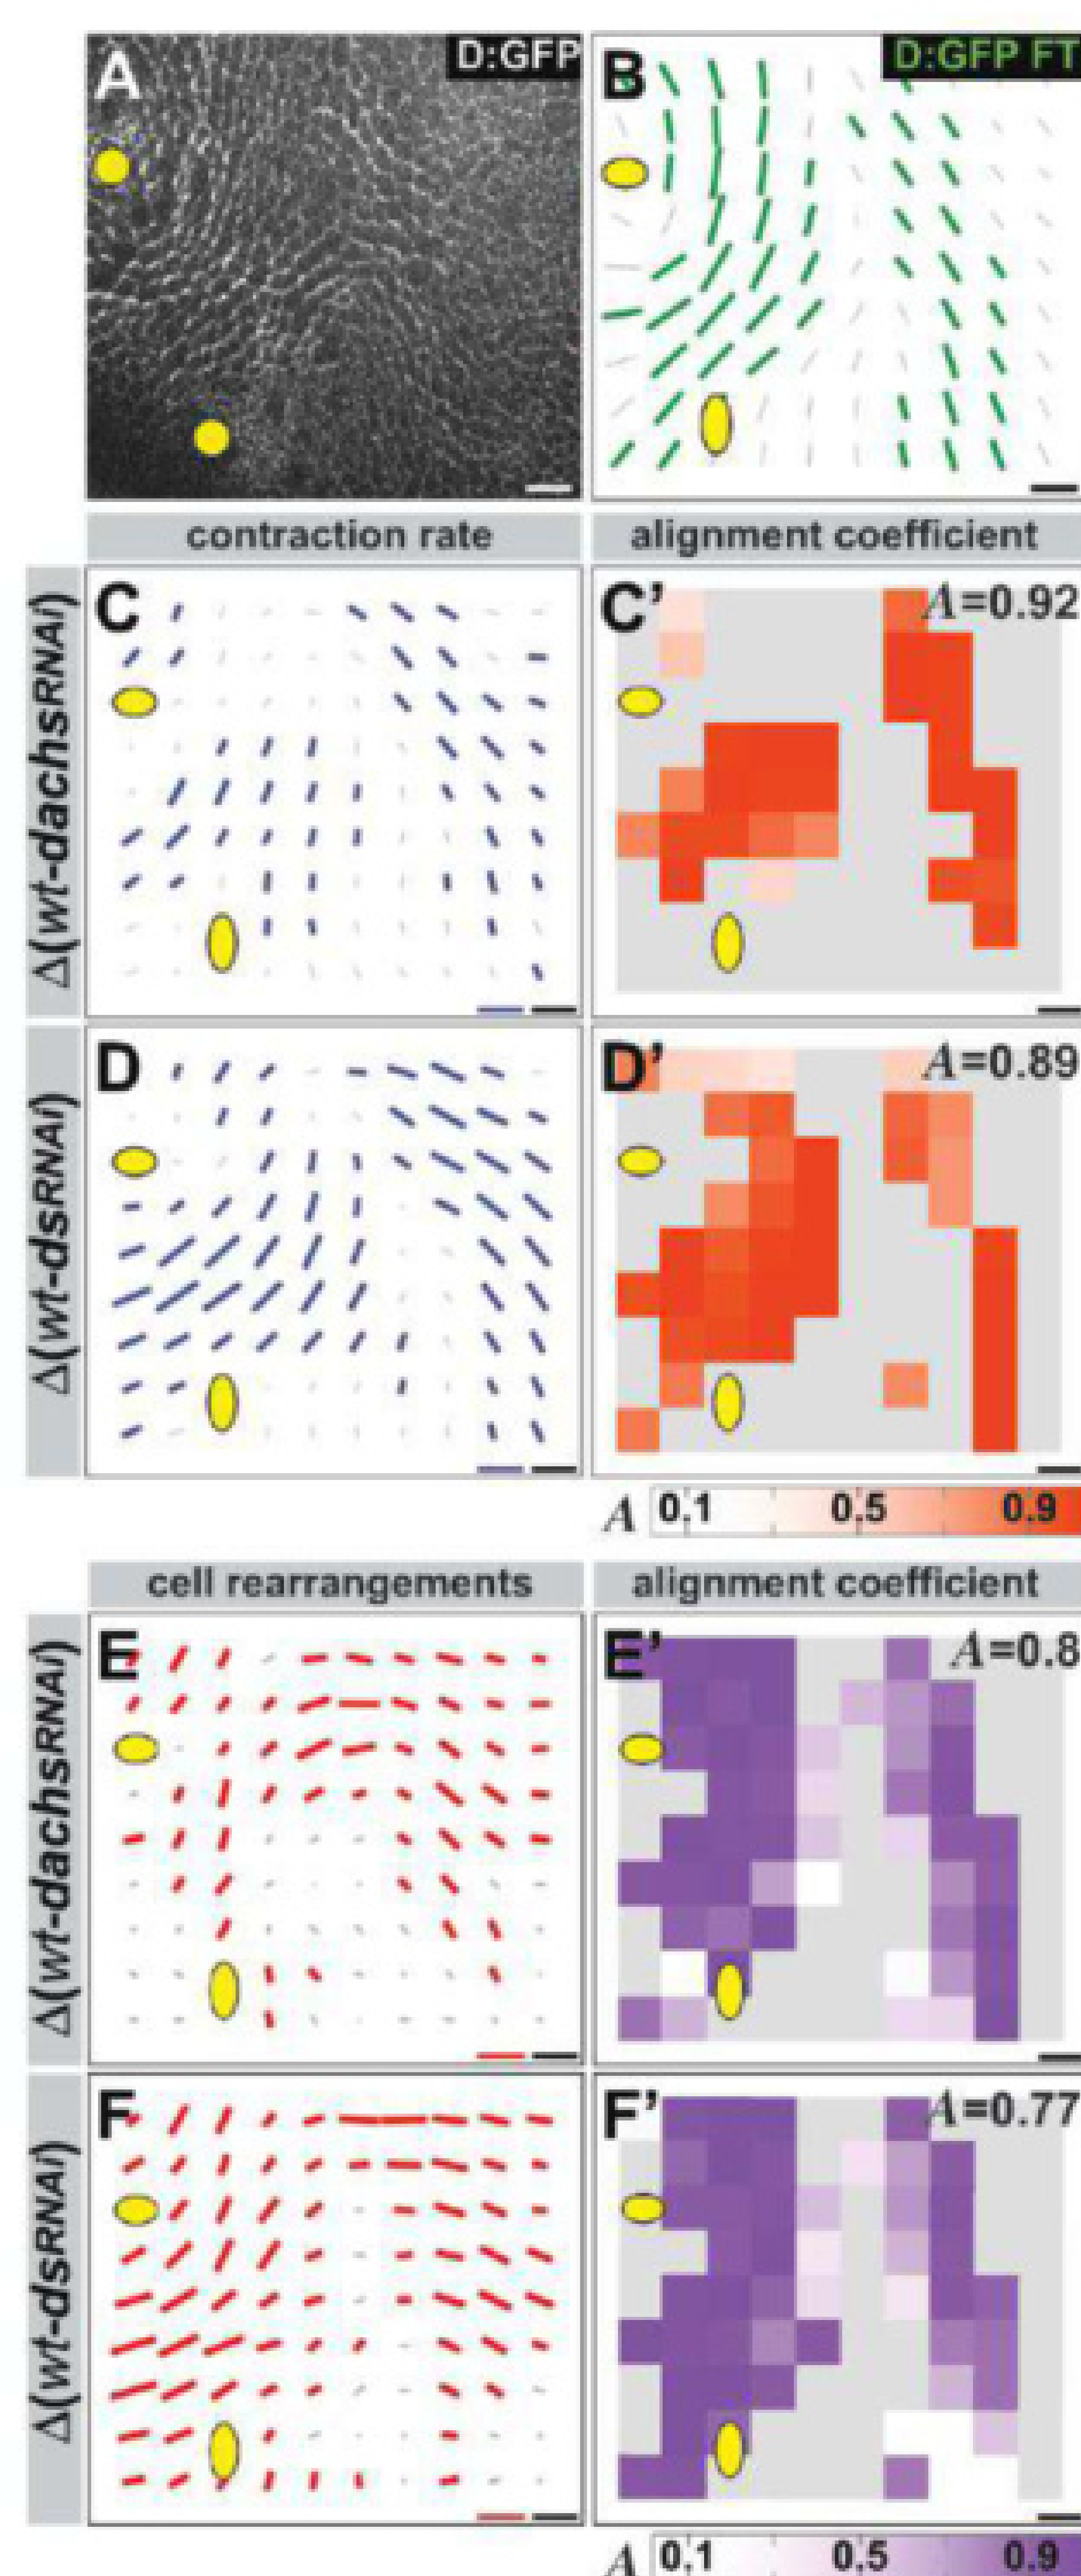 A D:GFP
B D:GFP FT
contraction rate alignment coefficient
Δ(wt-dachsRNAi)
C C' A=0.92
Δ(wt-dsRNAi)
D D' A=0.89
A 0.1 0.5 0.9
cell rearrangements alignment coefficient
Δ(wt-dachsRNAi)
E E' A=0.8
Δ(wt-dsRNAi)
F F' A=0.77
A 0.1 0.5 0.9